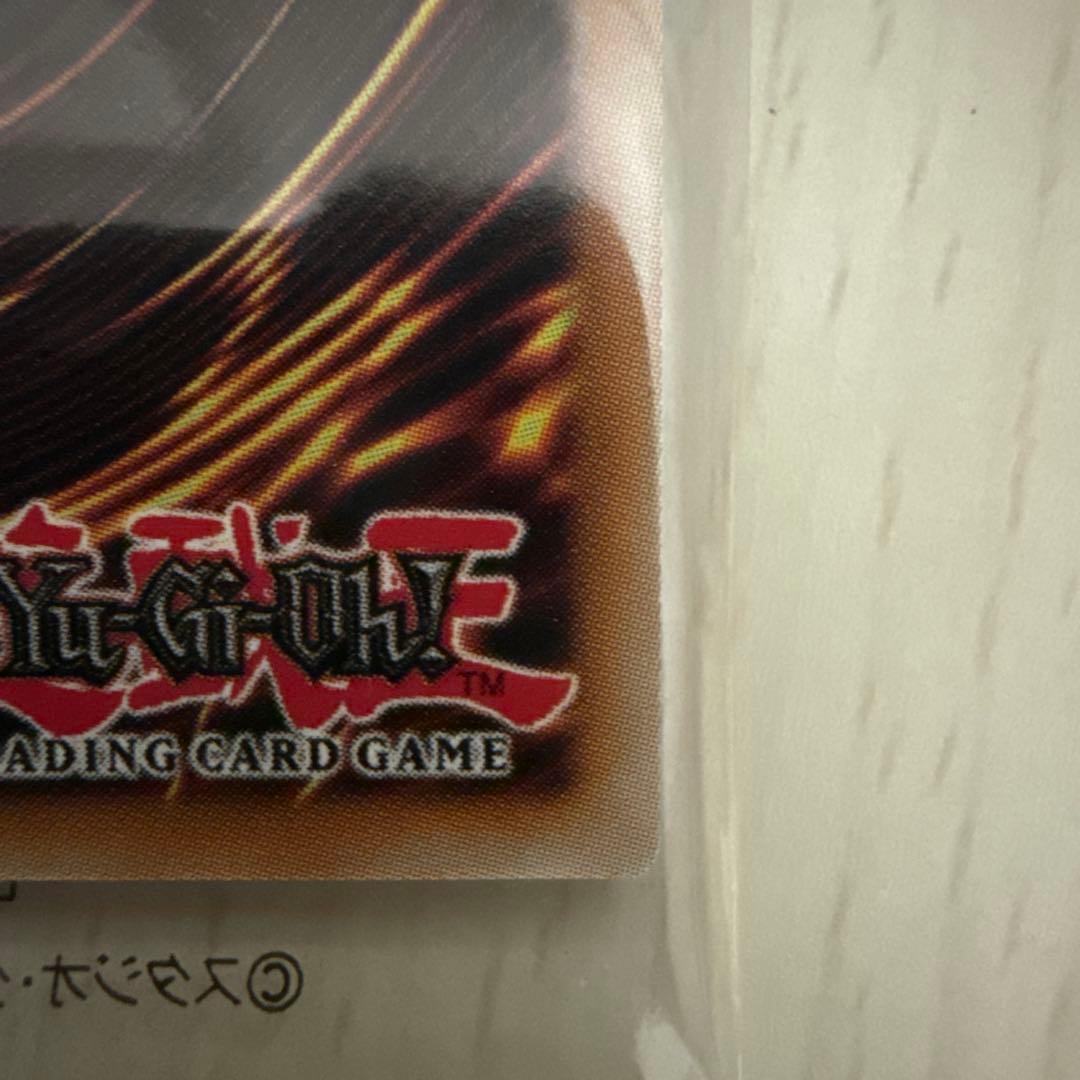 Yu-Gi-Oh!
TM
ADING CARD GAME
©スタジオ・